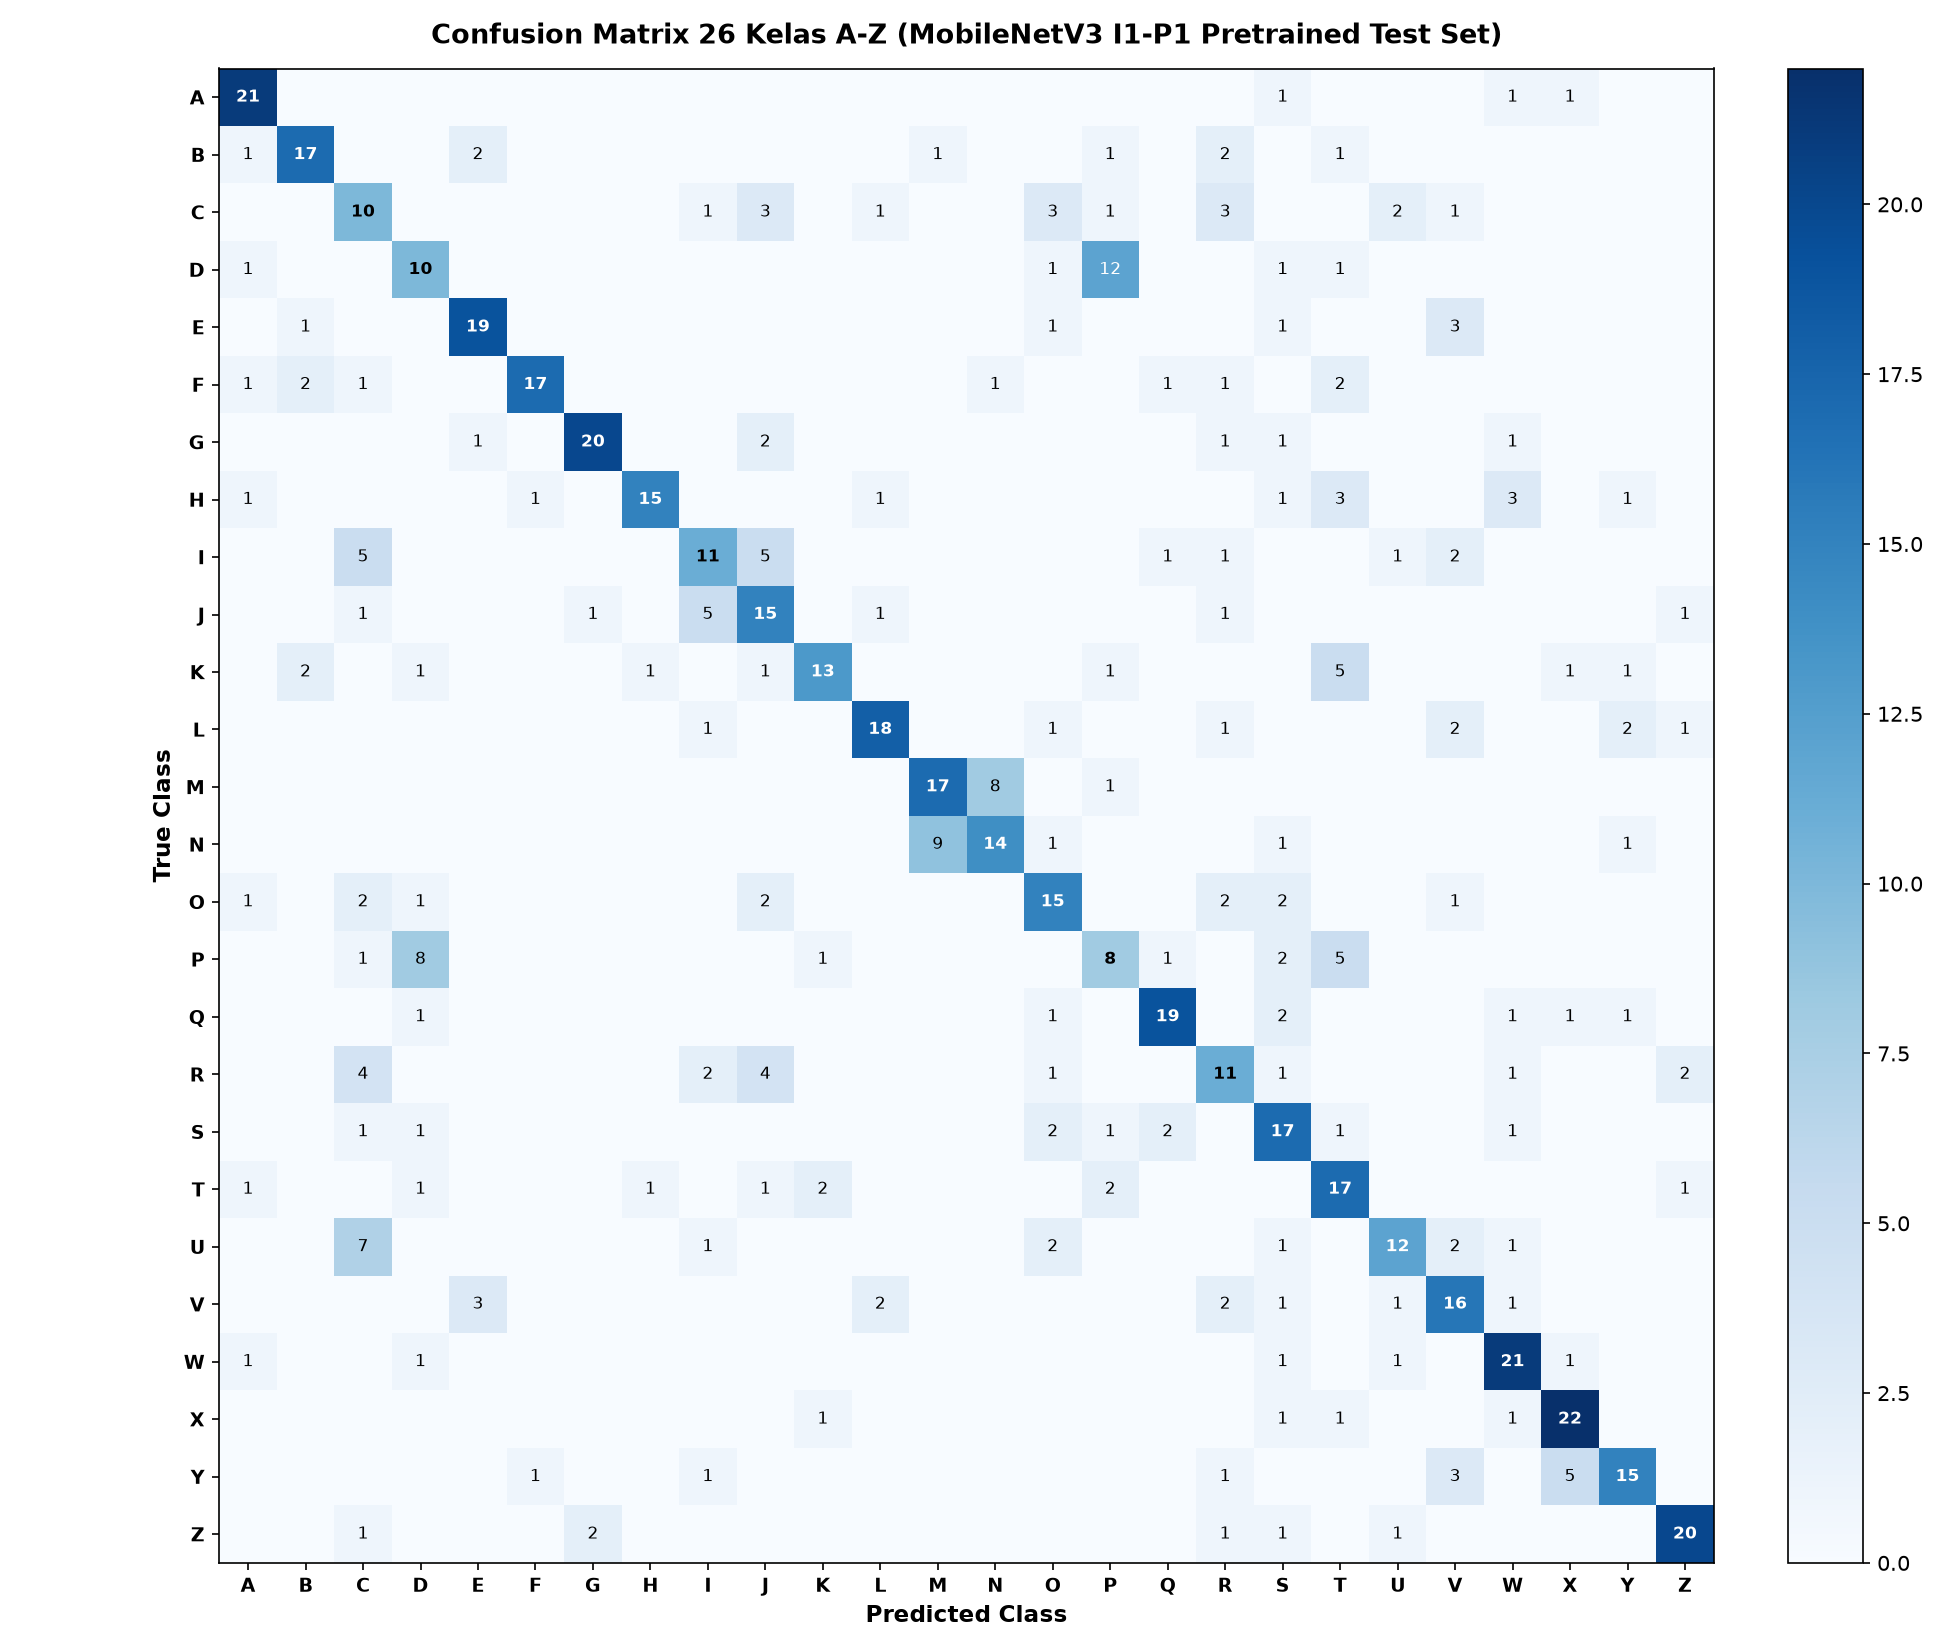 Confusion Matrix 26 Kelas A-Z (MobileNetV3 I1-P1 Pretrained Test Set)
A 21 1 1 1
B 1 17 2 1 1 2 1
C 10 1 3 1 3 1 3 2 1
D 1 10 1 12 1 1
E 1 19 1 1 3
F 1 2 1 17 1 1 1 2
G 1 20 2 1 1 1
H 1 1 15 1 1 3 3 1
I 5 11 5 1 1 1 2
J 1 1 5 15 1 1 1
K 2 1 1 1 13 1 5 1 1
L 1 18 1 1 2 2 1
M 17 8 1
N 9 14 1 1 1
O 1 2 1 2 15 2 2 1
P 1 8 1 8 1 2 5
Q 1 1 19 2 1 1 1
R 4 2 4 1 11 1 1 2
S 1 1 2 1 2 17 1 1
T 1 1 1 1 2 2 17 1
U 7 1 2 1 12 2 1
V 3 2 2 1 1 16 1
W 1 1 1 1 21 1
X 1 1 1 1 22
Y 1 1 1 3 5 15
Z 1 2 1 1 1 20
A B C D E F G H I J K L M N O P Q R S T U V W X Y Z
Predicted Class
True Class
20.0
17.5
15.0
12.5
10.0
7.5
5.0
2.5
0.0